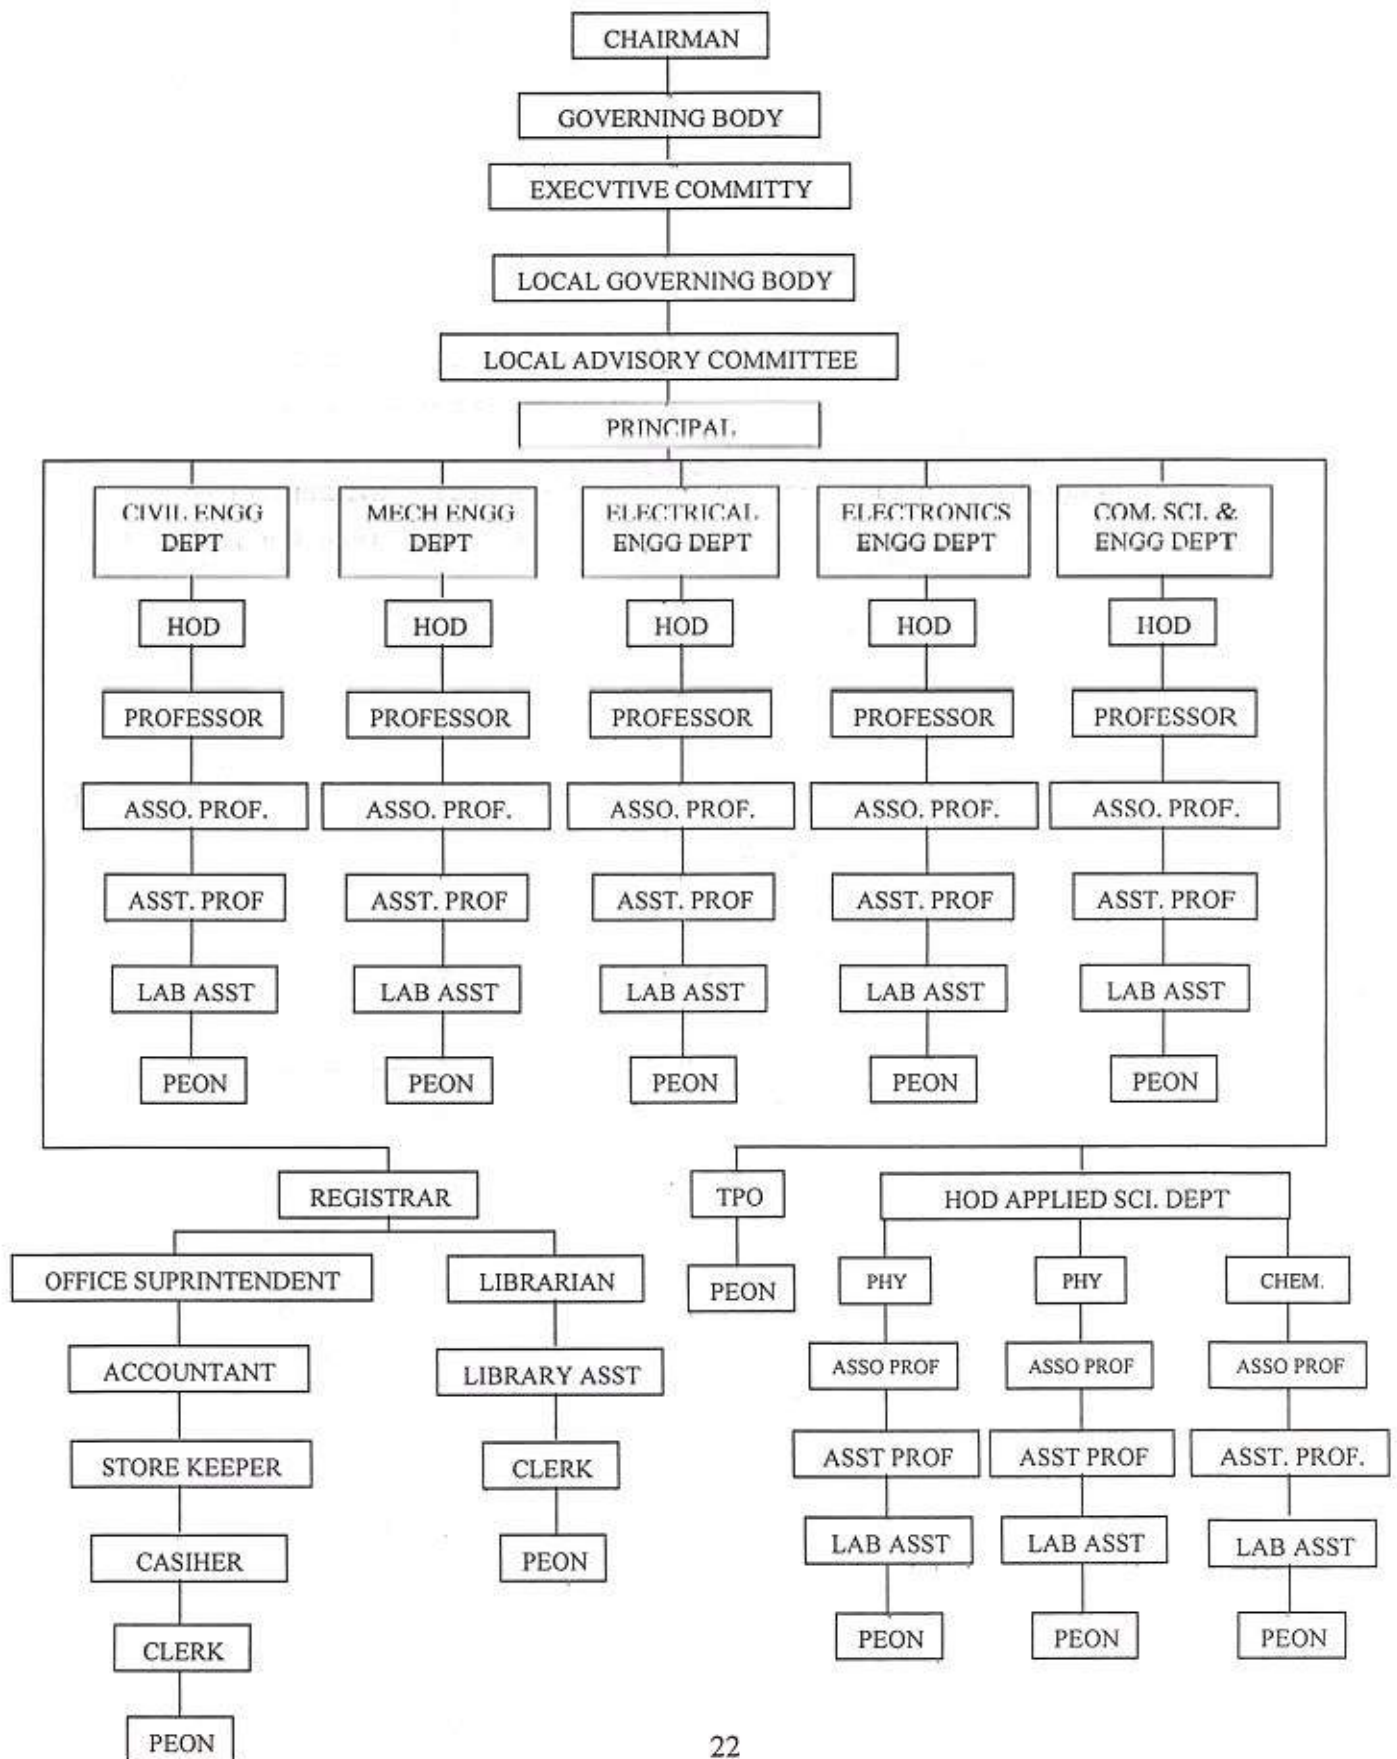 CHAIRMAN
GOVERNING BODY
EXECVTIVE COMMITTY
LOCAL GOVERNING BODY
LOCAL ADVISORY COMMITTEE
PRINCIPAL
CIVIL ENGG
DEPT
MECH ENGG
DEPT
ELECTRICAL
ENGG DEPT
ELECTRONICS
ENGG DEPT
COM. SCI. &
ENGG DEPT
HOD
HOD
HOD
HOD
HOD
PROFESSOR
PROFESSOR
PROFESSOR
PROFESSOR
PROFESSOR
ASSO. PROF.
ASSO. PROF.
ASSO. PROF.
ASSO. PROF.
ASSO. PROF.
ASST. PROF
ASST. PROF
ASST. PROF
ASST. PROF
ASST. PROF
LAB ASST
LAB ASST
LAB ASST
LAB ASST
LAB ASST
PEON
PEON
PEON
PEON
PEON
REGISTRAR
TPO
HOD APPLIED SCI. DEPT
OFFICE SUPRINTENDENT
LIBRARIAN
PEON
PHY
PHY
CHEM.
ACCOUNTANT
LIBRARY ASST
ASSO PROF
ASSO PROF
ASSO PROF
STORE KEEPER
CLERK
ASST PROF
ASST PROF
ASST. PROF.
CASIHER
PEON
LAB ASST
LAB ASST
LAB ASST
CLERK
PEON
PEON
PEON
PEON
22